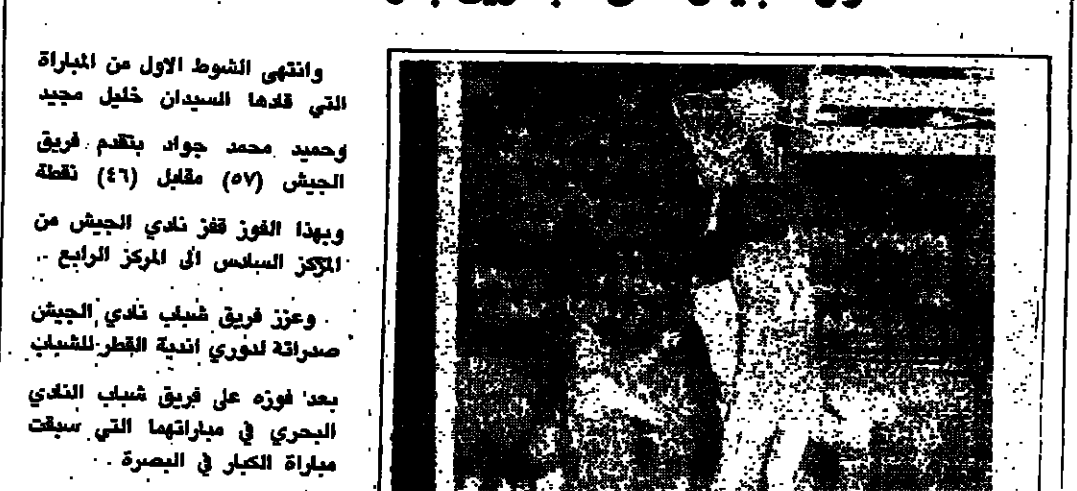 وانتهى الشوط الاول من المباراة
التي قادها السيدان خليل مجيد
وحميد محمد جواد بتقدم فريق
الجيش (٥٧) مقابل (٤٦) نقطة
وبهذا الفوز قفز نادي الجيش من
المركز السادس الى المركز الرابع ..
وعزز فريق شباب نادي الجيش
صدراتة لدوري اندية القطر للشباب
بعد فوزه على فريق شباب النادي
البحري في مباراتهما التي سبقت
مباراة الكبار في البصرة ..